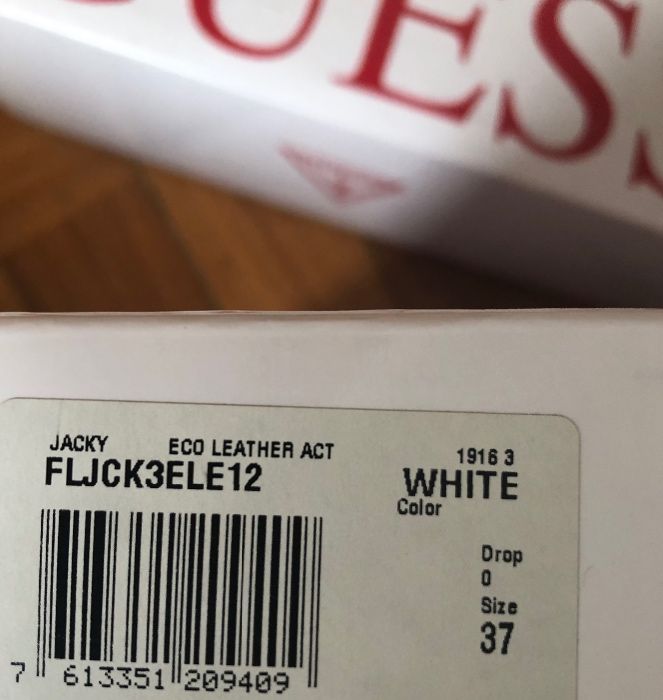 UES
JACKY ECO LEATHER ACT
FLJCK3ELE12
1916 3
WHITE
Color
Drop
0
Size
37
7 613351 209409